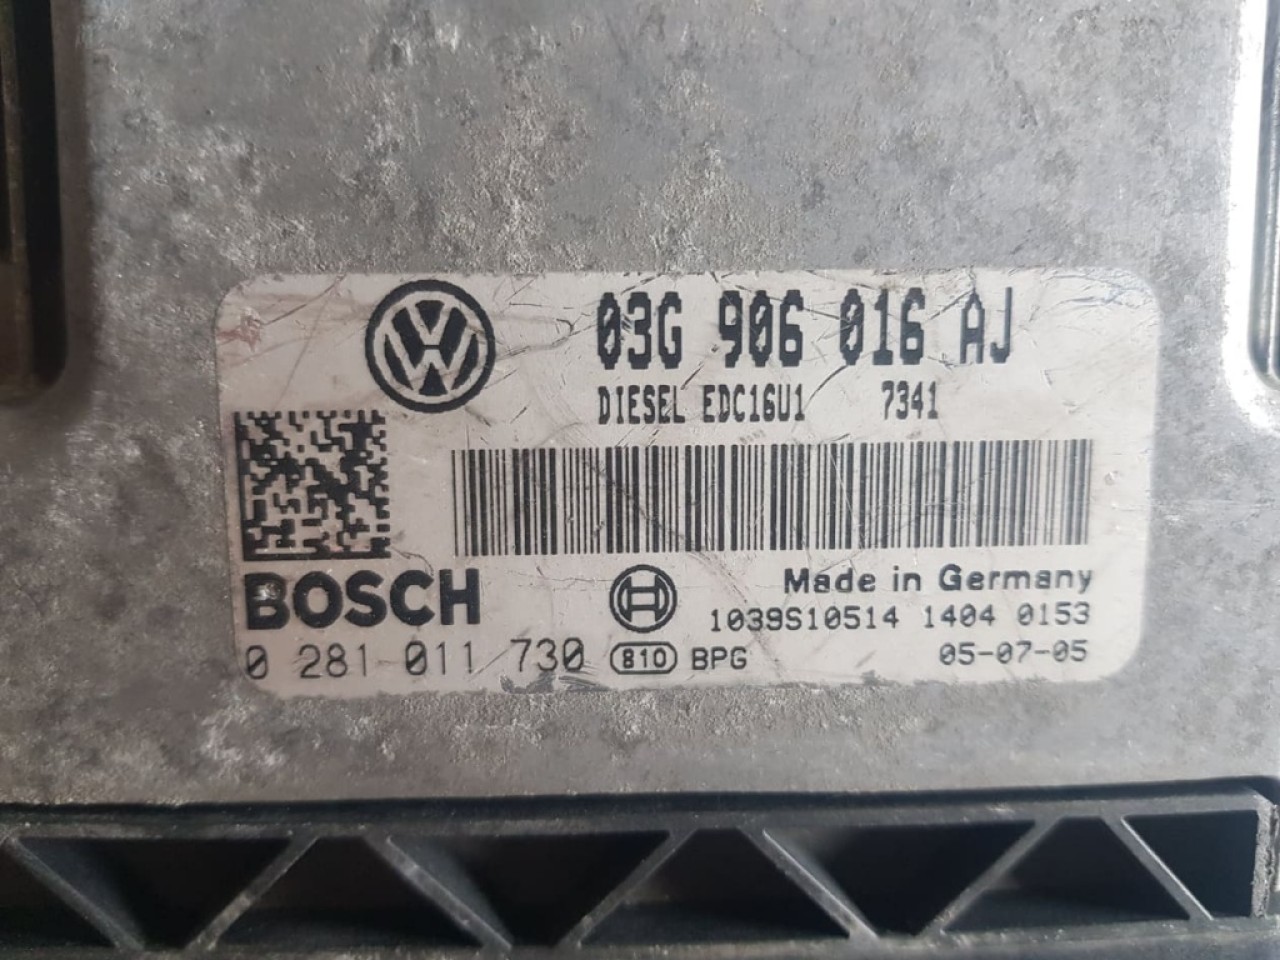 03G 906 016 AJ
DIESEL EDC16U1 7341
BOSCH
Made in Germany
1039S10514 1404 0153
0 281 011 730 810 BPG 05-07-05